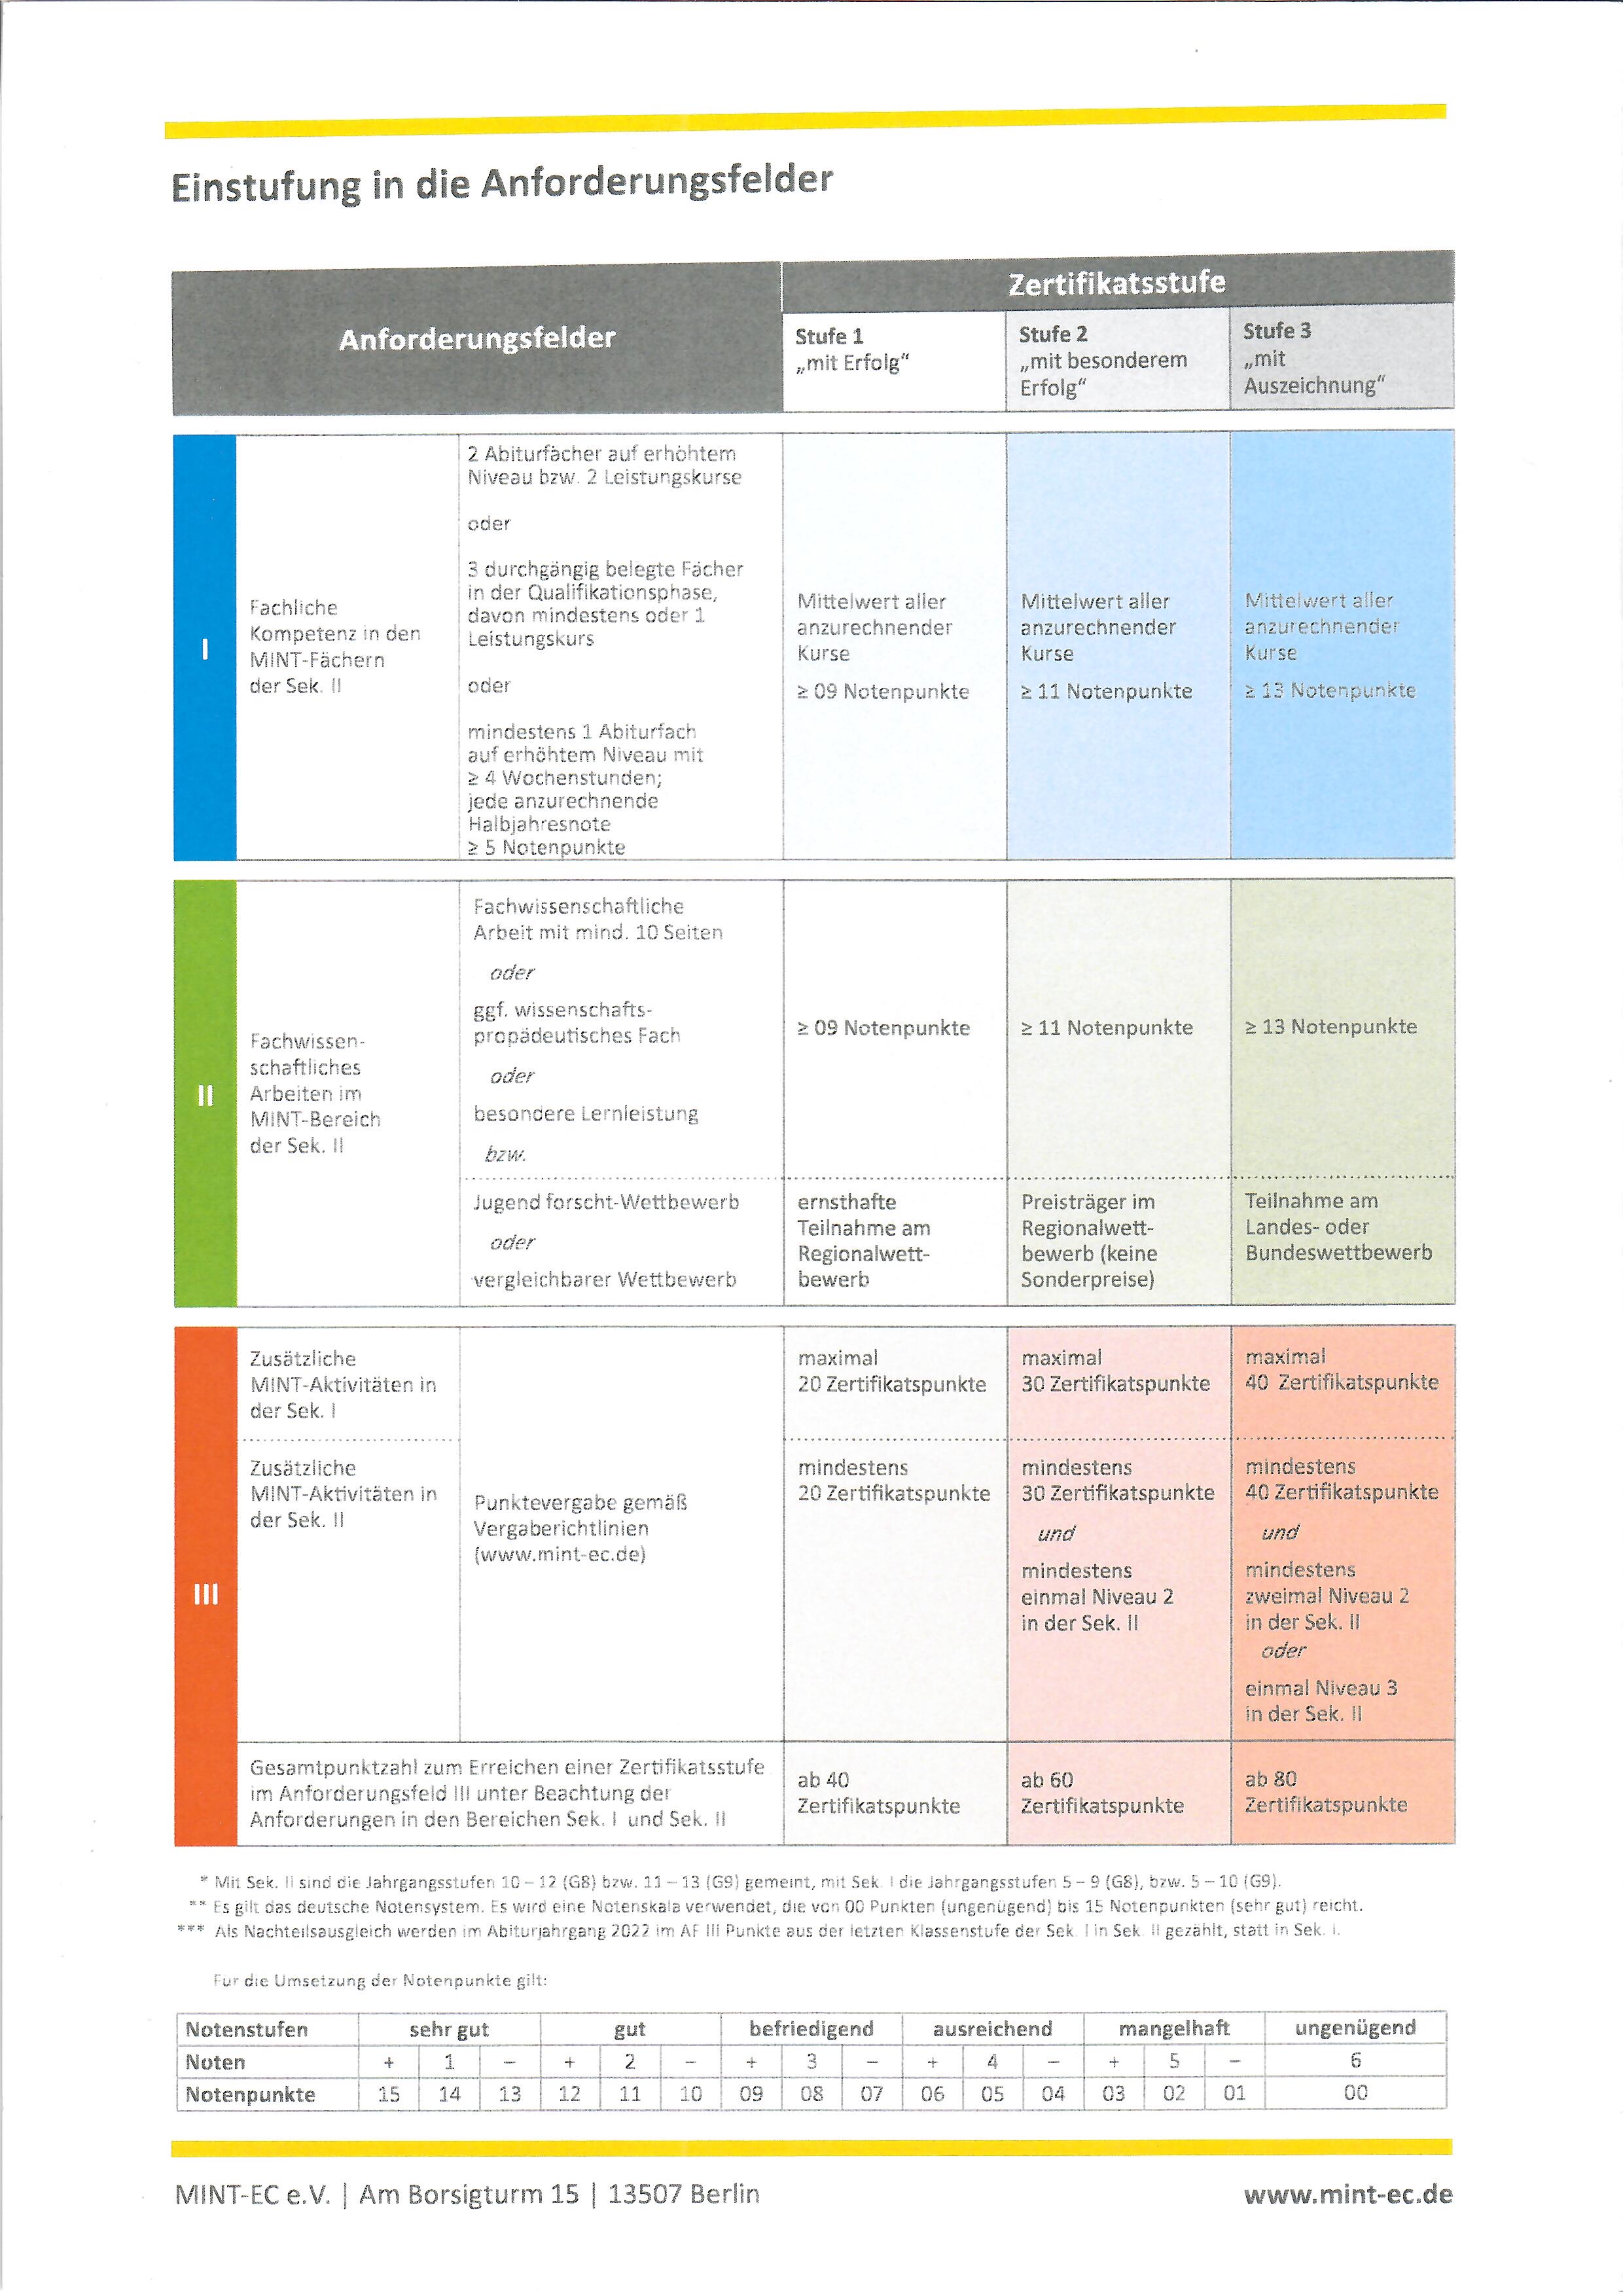 Einstufung in die Anforderungsfelder
Anforderungsfelder
Zertifikatsstufe
Stufe 1
„mit Erfolg“
Stufe 2
„mit besonderem
Erfolg“
Stufe 3
„mit
Auszeichnung“
I
Fachliche
Kompetenz in den
MINT-Fächern
der Sek. II
2 Abiturfächer auf erhöhtem
Niveau bzw. 2 Leistungskurse
oder
3 durchgängig belegte Fächer
in der Qualifikationsphase,
davon mindestens oder 1
Leistungskurs
oder
mindestens 1 Abiturfach
auf erhöhtem Niveau mit
≥ 4 Wochenstunden;
jede anzurechnende
Halbjahresnote
≥ 5 Notenpunkte
Mittelwert aller
anzurechnender
Kurse
≥ 09 Notenpunkte
Mittelwert aller
anzurechnender
Kurse
≥ 11 Notenpunkte
Mittelwert aller
anzurechnender
Kurse
≥ 13 Notenpunkte
II
Fachwissen-
schaftliches
Arbeiten im
MINT-Bereich
der Sek. II
Fachwissenschaftliche
Arbeit mit mind. 10 Seiten
oder
ggf. wissenschafts-
propädeutisches Fach
oder
besondere Lernleistung
bzw.
≥ 09 Notenpunkte
≥ 11 Notenpunkte
≥ 13 Notenpunkte
Jugend forscht-Wettbewerb
oder
vergleichbarer Wettbewerb
ernsthafte
Teilnahme am
Regionalwett-
bewerb
Preisträger im
Regionalwett-
bewerb (keine
Sonderpreise)
Teilnahme am
Landes- oder
Bundeswettbewerb
III
Zusätzliche
MINT-Aktivitäten in
der Sek. I
maximal
20 Zertifikatspunkte
maximal
30 Zertifikatspunkte
maximal
40 Zertifikatspunkte
Zusätzliche
MINT-Aktivitäten in
der Sek. II
Punktevergabe gemäß
Vergaberichtlinien
(www.mint-ec.de)
mindestens
20 Zertifikatspunkte
mindestens
30 Zertifikatspunkte
und
mindestens
einmal Niveau 2
in der Sek. II
mindestens
40 Zertifikatspunkte
und
mindestens
zweimal Niveau 2
in der Sek. II
oder
einmal Niveau 3
in der Sek. II
Gesamtpunktzahl zum Erreichen einer Zertifikatsstufe
im Anforderungsfeld III unter Beachtung der
Anforderungen in den Bereichen Sek. I und Sek. II
ab 40
Zertifikatspunkte
ab 60
Zertifikatspunkte
ab 80
Zertifikatspunkte
* Mit Sek. II sind die Jahrgangsstufen 10 – 12 (G8) bzw. 11 – 13 (G9) gemeint, mit Sek. I die Jahrgangsstufen 5 – 9 (G8), bzw. 5 – 10 (G9).
** Es gilt das deutsche Notensystem. Es wird eine Notenskala verwendet, die von 00 Punkten (ungenügend) bis 15 Notenpunkten (sehr gut) reicht.
*** Als Nachteilsausgleich werden im Abiturjahrgang 2022 im AF III Punkte aus der letzten Klassenstufe der Sek. I in Sek. II gezählt, statt in Sek. I.
Für die Umsetzung der Notenpunkte gilt:
Notenstufen sehr gut gut befriedigend ausreichend mangelhaft ungenügend
Noten + 1 – + 2 – + 3 – + 4 – + 5 – 6
Notenpunkte 15 14 13 12 11 10 09 08 07 06 05 04 03 02 01 00
MINT-EC e.V. | Am Borsigturm 15 | 13507 Berlin
www.mint-ec.de